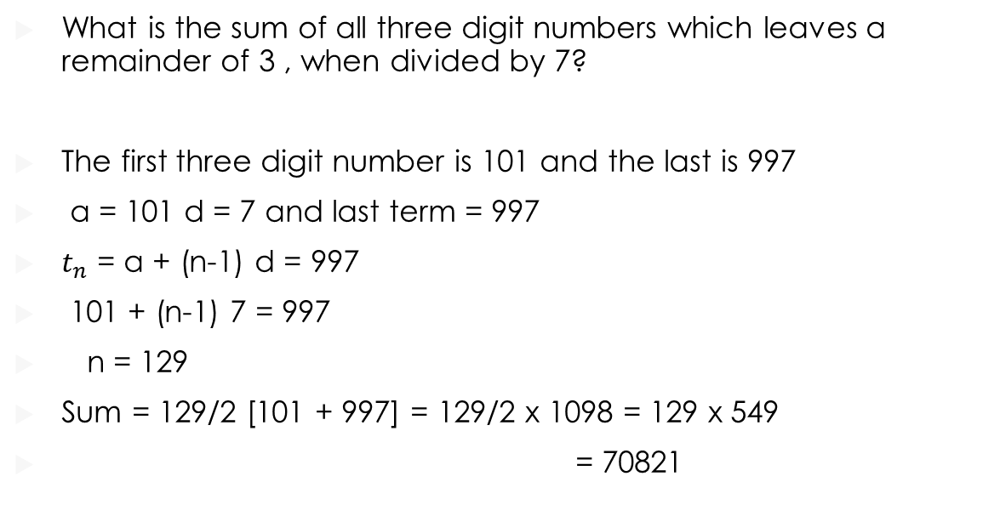 What is the sum of all three digit numbers which leaves a
remainder of 3 , when divided by 7?
The first three digit number is 101 and the last is 997
a = 101 d = 7 and last term = 997
tₙ = a + (n-1) d = 997
101 + (n-1) 7 = 997
n = 129
Sum = 129/2 [101 + 997] = 129/2 x 1098 = 129 x 549
= 70821